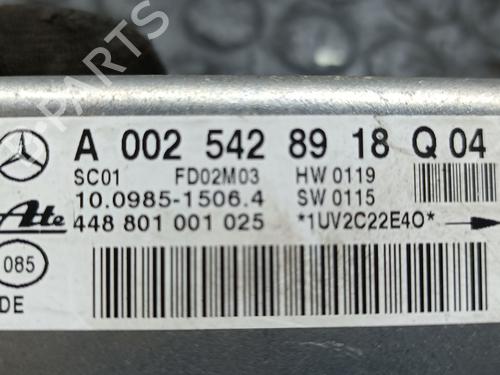 A 002 542 89 18 Q 04
SC01 FD02M03 HW 0119
10.0985-1506.4 SW 0115
Ate 448 801 001 025 *1UV2C22E4O*
085
DE